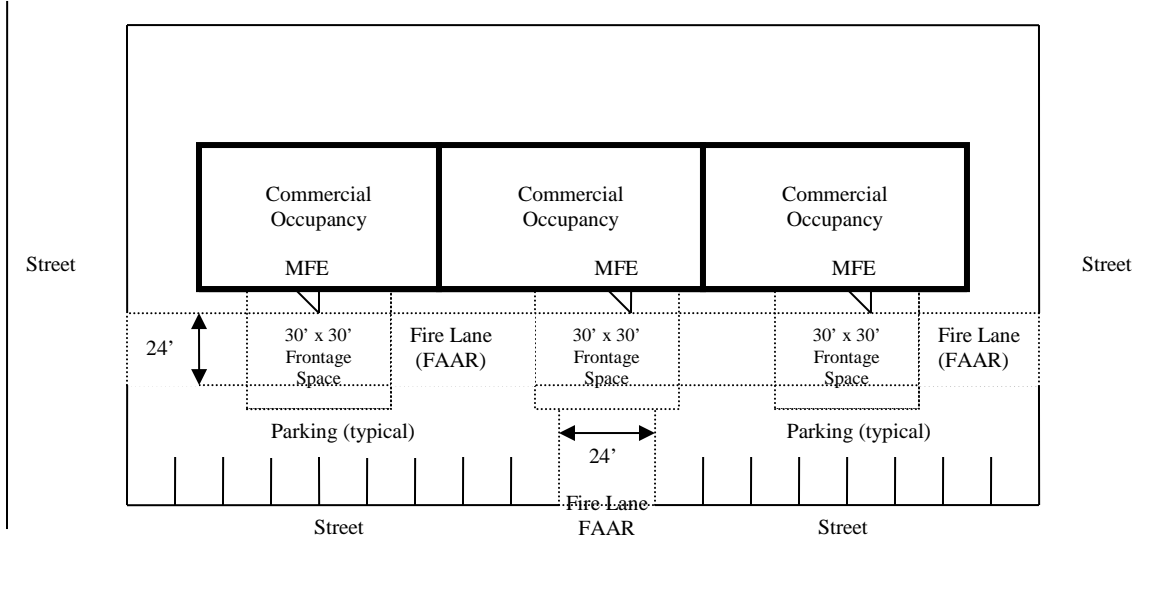 Commercial
Occupancy
Commercial
Occupancy
Commercial
Occupancy
Street
MFE
MFE
MFE
Street
24’
30’ x 30’
Frontage
Space
Fire Lane
(FAAR)
30’ x 30’
Frontage
Space
30’ x 30’
Frontage
Space
Fire Lane
(FAAR)
Parking (typical)
Parking (typical)
24’
Fire Lane
FAAR
Street
Street